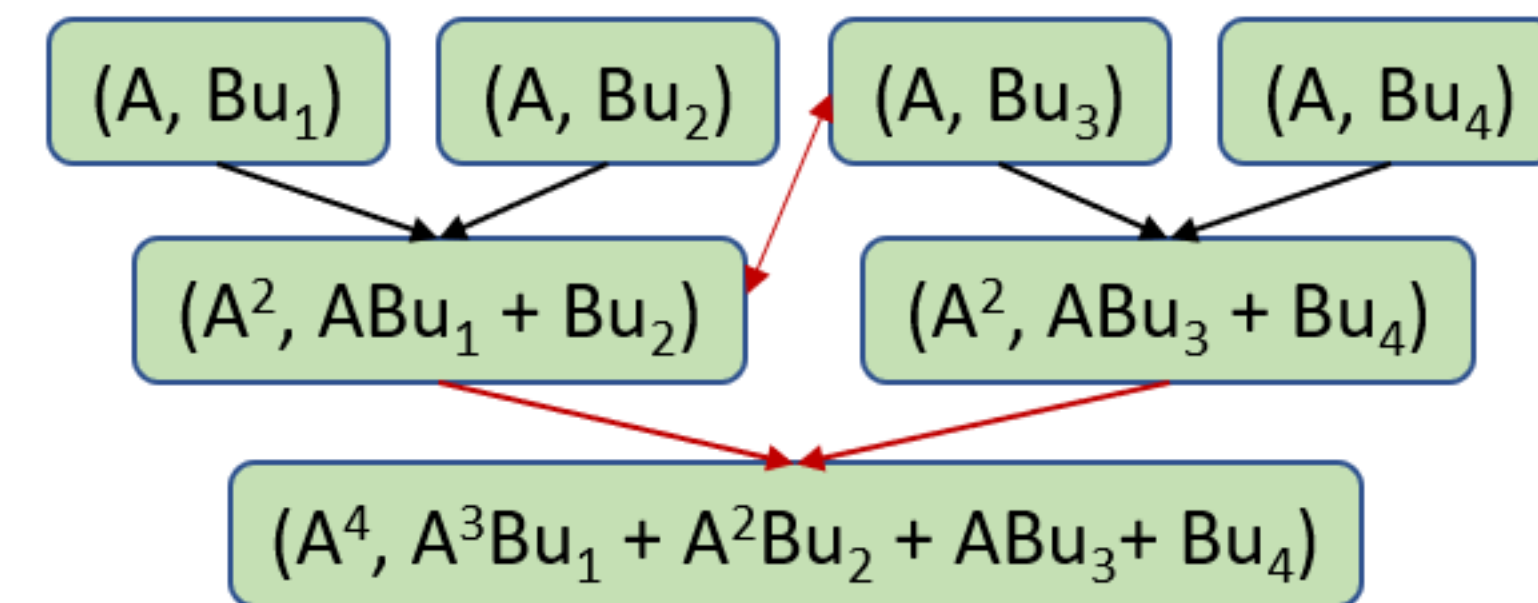 (A, Bu₁) (A, Bu₂) (A, Bu₃) (A, Bu₄)
(A², ABu₁ + Bu₂) (A², ABu₃ + Bu₄)
(A⁴, A³Bu₁ + A²Bu₂ + ABu₃+ Bu₄)